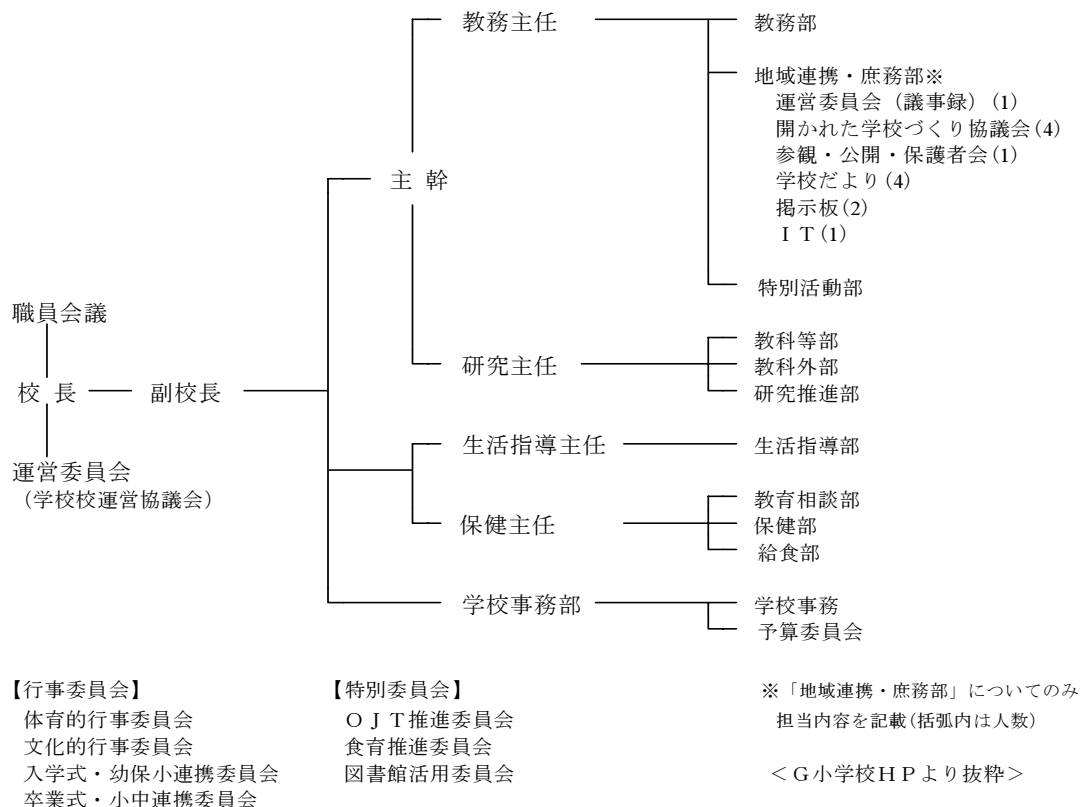 教務主任
教務部
地域連携・庶務部※
運営委員会（議事録）(1)
開かれた学校づくり協議会(4)
参観・公開・保護者会(1)
学校だより(4)
掲示板(2)
ＩＴ(1)
主 幹
特別活動部
職員会議
研究主任
教科等部
教科外部
研究推進部
校 長
副校長
運営委員会
（学校校運営協議会）
生活指導主任
生活指導部
保健主任
教育相談部
保健部
給食部
学校事務部
学校事務
予算委員会
【行事委員会】
体育的行事委員会
文化的行事委員会
入学式・幼保小連携委員会
卒業式・小中連携委員会
【特別委員会】
ＯＪＴ推進委員会
食育推進委員会
図書館活用委員会
※「地域連携・庶務部」についてのみ
担当内容を記載(括弧内は人数)
＜Ｇ小学校ＨＰより抜粋＞